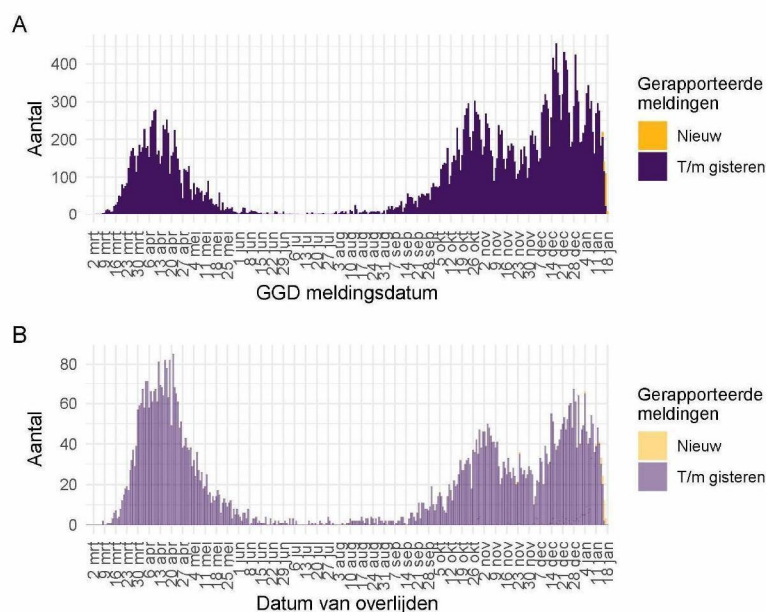 A
Aantal
400
300
200
100
0
2 mrt
9 mrt
16 mrt
23 mrt
30 mrt
6 apr
13 apr
20 apr
27 apr
4 mei
11 mei
18 mei
25 mei
1 jun
8 jun
15 jun
22 jun
29 jun
6 jul
13 jul
20 jul
27 jul
3 aug
10 aug
17 aug
24 aug
31 aug
7 sep
14 sep
21 sep
28 sep
5 okt
12 okt
19 okt
26 okt
2 nov
9 nov
16 nov
23 nov
30 nov
7 dec
14 dec
21 dec
28 dec
4 jan
11 jan
18 jan
GGD meldingsdatum
Gerapporteerde
meldingen
Nieuw
T/m gisteren
B
Aantal
80
60
40
20
0
2 mrt
9 mrt
16 mrt
23 mrt
30 mrt
6 apr
13 apr
20 apr
27 apr
4 mei
11 mei
18 mei
25 mei
1 jun
8 jun
15 jun
22 jun
29 jun
6 jul
13 jul
20 jul
27 jul
3 aug
10 aug
17 aug
24 aug
31 aug
7 sep
14 sep
21 sep
28 sep
5 okt
12 okt
19 okt
26 okt
2 nov
9 nov
16 nov
23 nov
30 nov
7 dec
14 dec
21 dec
28 dec
4 jan
11 jan
18 jan
Datum van overlijden
Gerapporteerde
meldingen
Nieuw
T/m gisteren